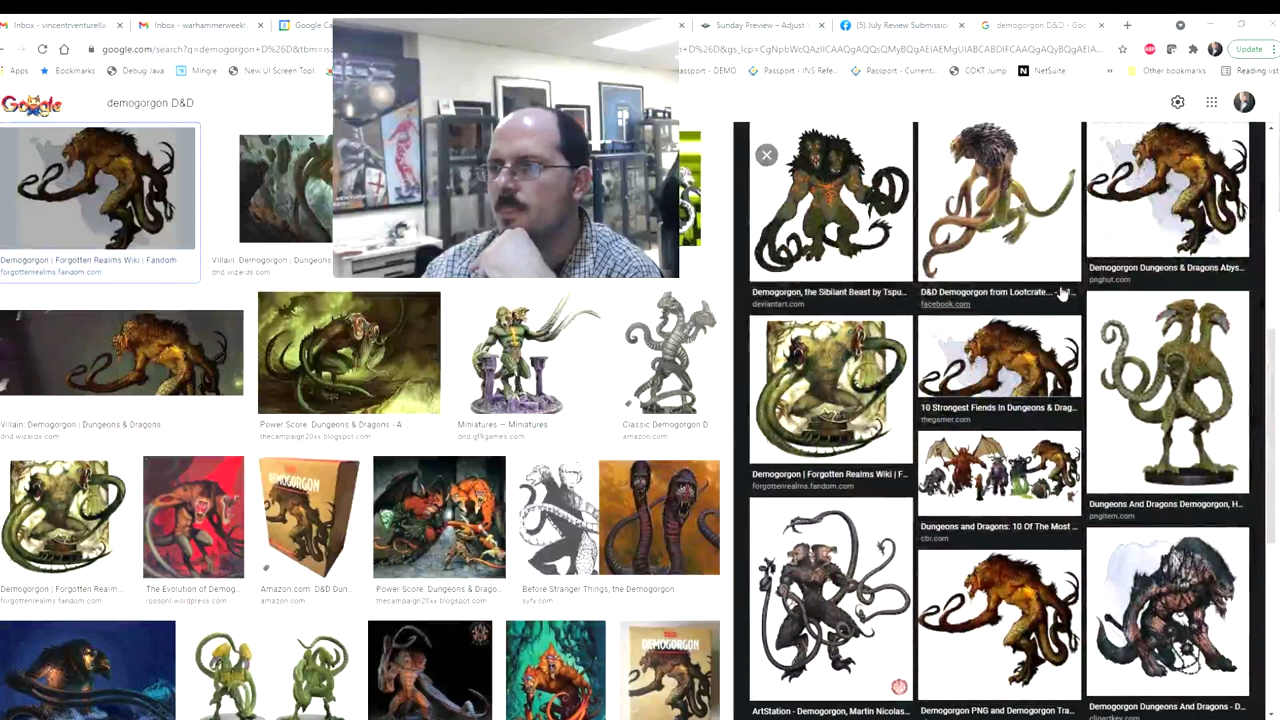 Inbox - vincentrventurella
Inbox - warhammerweekly
Google Ca
Sunday Preview – Adjust
(5) July Review Submissio
demogorgon D&D - Goo
google.com/search?q=demogorgon+D%26D&tbm=isc
Update
Apps
Bookmarks
Debug Java
Mingle
New UI Screen Tool
assport - DEMO
Passport - INS Refe...
Passport - Current...
COKT Jump
NetSuite
Other bookmarks
Reading list
Google
demogorgon D&D
Demogorgon | Forgotten Realms Wiki | Fandom
forgottenrealms.fandom.com
Villain: Demogorgon | Dungeons
dnd.wizards.com
Villain: Demogorgon | Dungeons & Dragons
dnd.wizards.com
Power Score: Dungeons & Dragons - A...
thecampaign20xx.blogspot.com
Miniatures — Miniatures
dnd.gf9games.com
Classic Demogorgon D...
amazon.com
DEMOGORGON
Demogorgon | Forgotten Realm...
forgottenrealms.fandom.com
The Evolution of Demog...
rossonl.wordpress.com
Amazon.com: D&D Dun...
amazon.com
Power Score: Dungeons & Drago...
thecampaign20xx.blogspot.com
Before Stranger Things, the Demogorgon ...
syfy.com
DEMOGORGON
Demogorgon, the Sibilant Beast by Tspu...
deviantart.com
D&D Demogorgon from Lootcrate...
facebook.com
Demogorgon Dungeons & Dragons Abys...
pnghut.com
Demogorgon | Forgotten Realms Wiki | F...
forgottenrealms.fandom.com
10 Strongest Fiends In Dungeons & Drag...
thegamer.com
Dungeons and Dragons: 10 Of The Most ...
cbr.com
Dungeons And Dragons Demogorgon, H...
pngitem.com
ArtStation - Demogorgon, Martin Nicolas...
Demogorgon PNG and Demogorgon Tra...
Demogorgon Dungeons And Dragons - D...
clipartkey.com